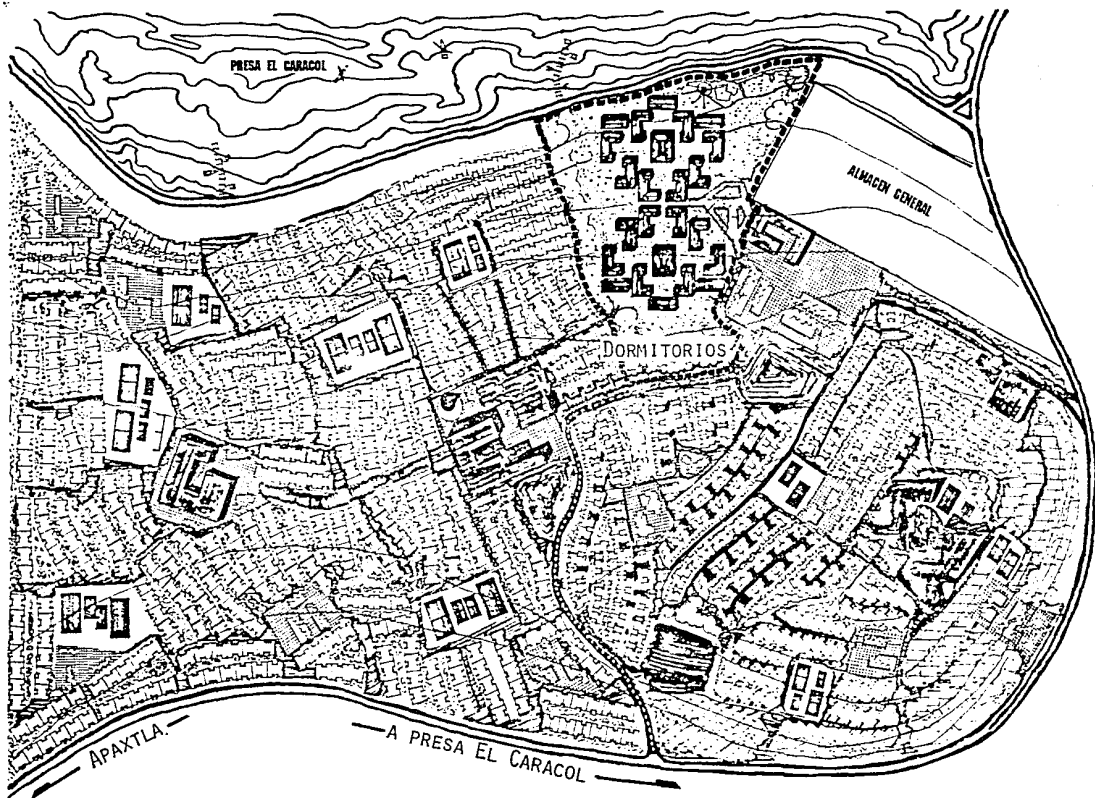 PRESA EL CARACOL
ALMACEN GENERAL
DORMITORIOS
APAXTLA.
A PRESA EL CARACOL